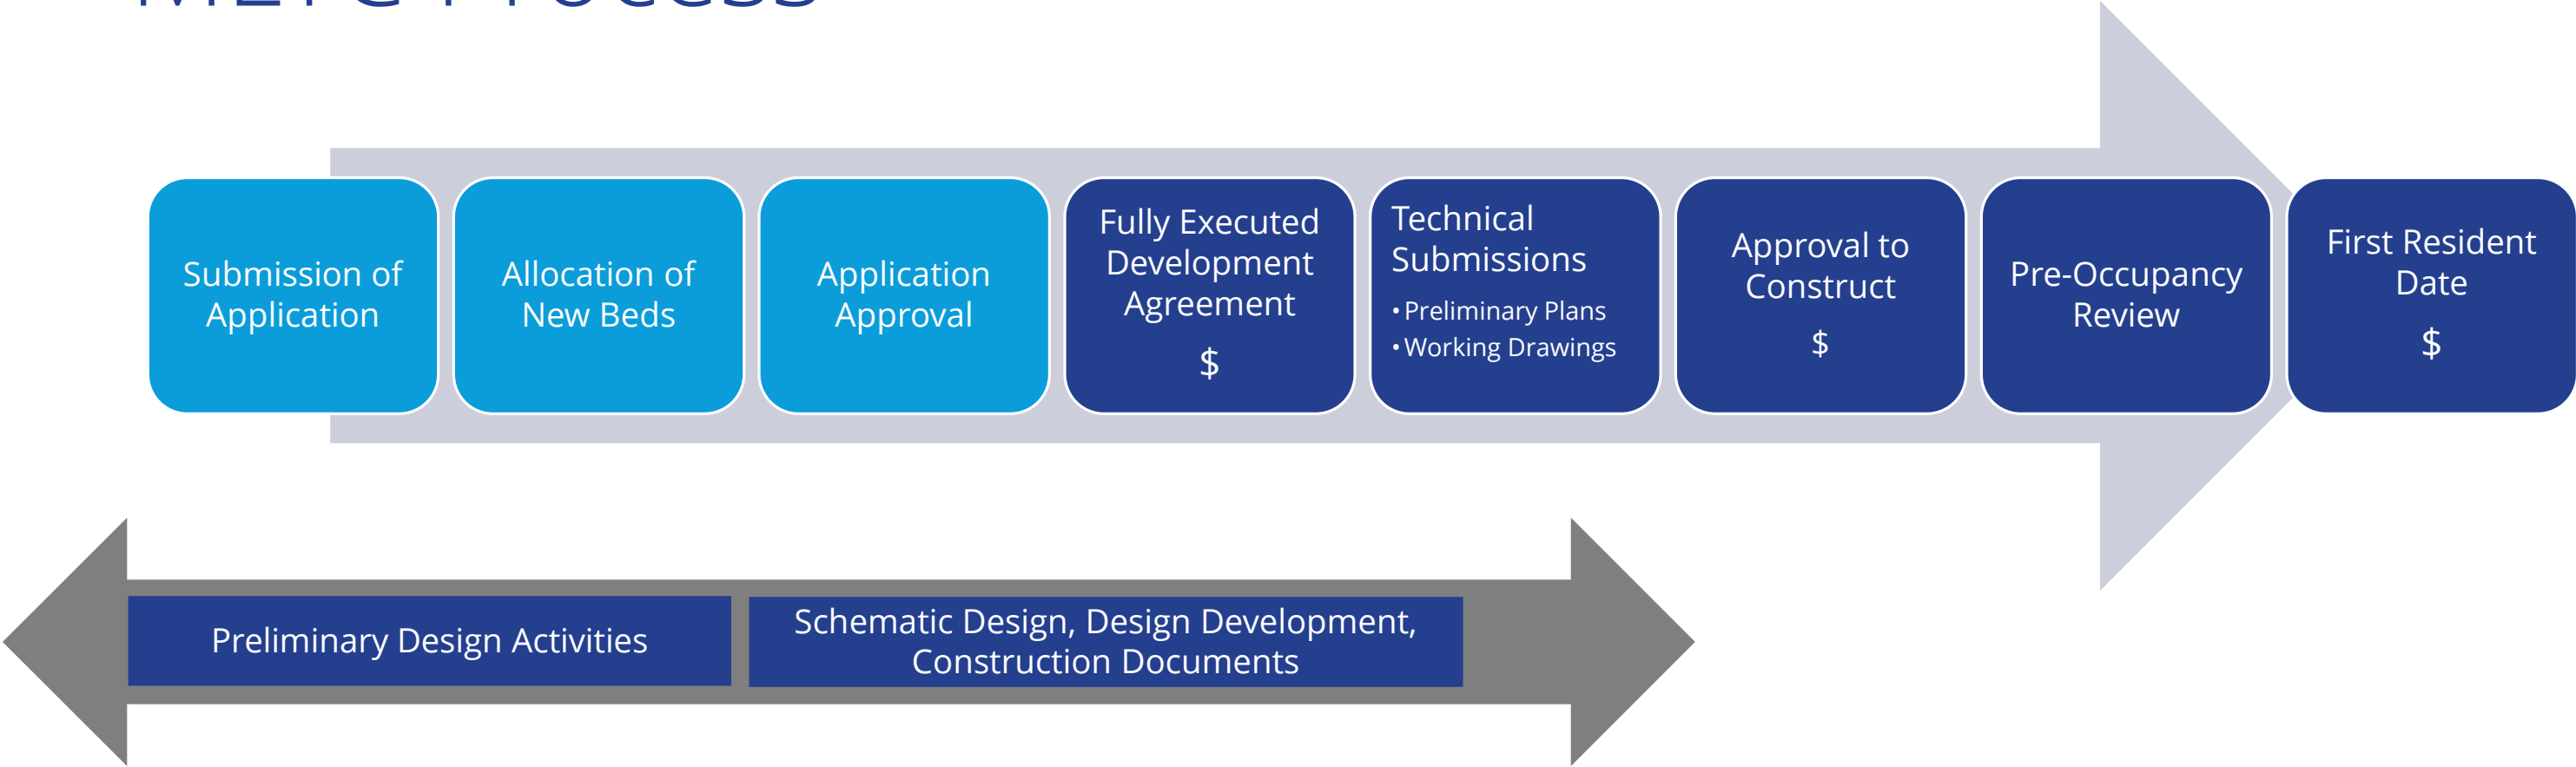 Process
Submission of
Application
Allocation of
New Beds
Application
Approval
Fully Executed
Development
Agreement
$
Technical
Submissions
• Preliminary Plans
• Working Drawings
Approval to
Construct
$
Pre-Occupancy
Review
First Resident
Date
$
Preliminary Design Activities
Schematic Design, Design Development,
Construction Documents